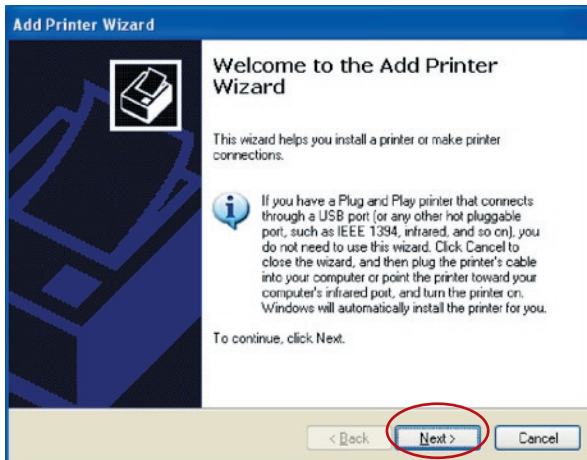 Add Printer Wizard
Welcome to the Add Printer
Wizard
This wizard helps you install a printer or make printer
connections.
If you have a Plug and Play printer that connects
through a USB port (or any other hot pluggable
port, such as IEEE 1394, infrared, and so on), you
do not need to use this wizard. Click Cancel to
close the wizard, and then plug the printer's cable
into your computer or point the printer toward your
computer's infrared port, and turn the printer on.
Windows will automatically install the printer for you.
To continue, click Next.
< Back Next > Cancel